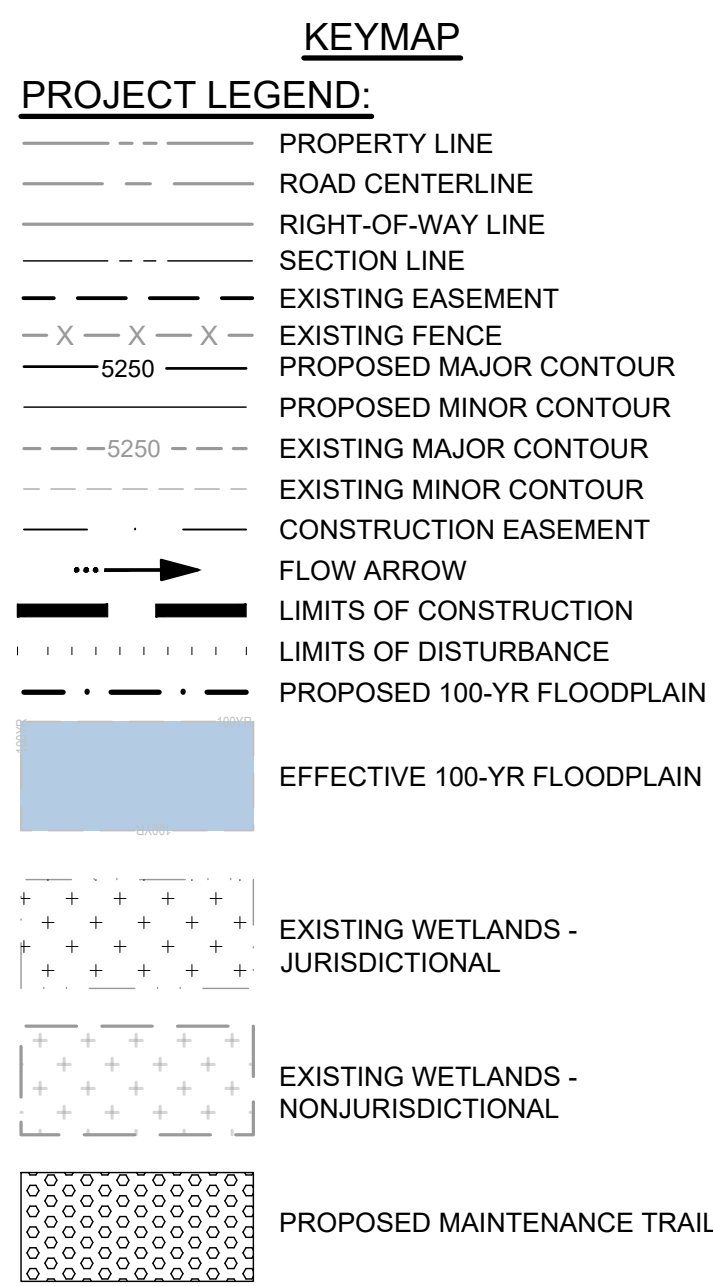 KEYMAP
PROJECT LEGEND:
PROPERTY LINE
ROAD CENTERLINE
RIGHT-OF-WAY LINE
SECTION LINE
EXISTING EASEMENT
X X X EXISTING FENCE
5250 PROPOSED MAJOR CONTOUR
PROPOSED MINOR CONTOUR
5250 EXISTING MAJOR CONTOUR
EXISTING MINOR CONTOUR
CONSTRUCTION EASEMENT
FLOW ARROW
LIMITS OF CONSTRUCTION
LIMITS OF DISTURBANCE
PROPOSED 100-YR FLOODPLAIN
100YR
100YR
EFFECTIVE 100-YR FLOODPLAIN
100YR
EXISTING WETLANDS -
JURISDICTIONAL
EXISTING WETLANDS -
NONJURISDICTIONAL
PROPOSED MAINTENANCE TRAIL